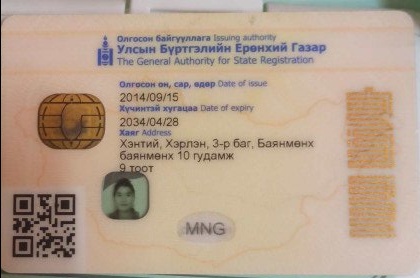 Олгосон байгууллага Issuing authority
Улсын Бүртгэлийн Ерөнхий Газар
The General Authority for State Registration
Олгосон он, сар, өдөр Date of issue
2014/09/15
Хүчинтэй хугацаа Date of expiry
2034/04/28
Хаяг Address
Хэнтий, Хэрлэн, 3-р баг, Баянмөнх
баянмөнх 10 гудамж
9 тоот
MNG